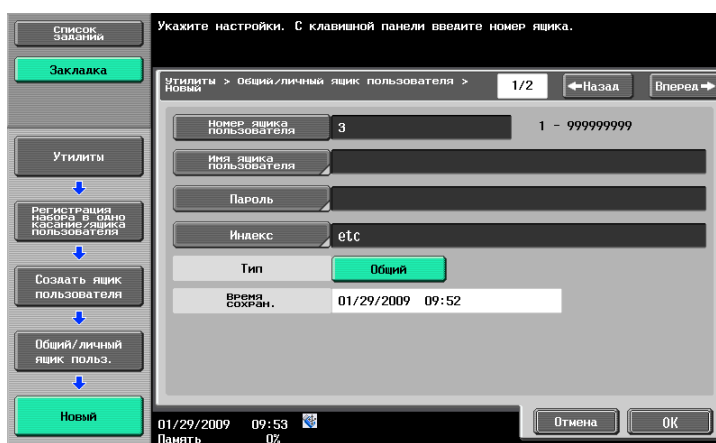 Список
заданий
Укажите настройки. С клавишной панели введите номер ящика.
Закладка
Утилиты > Общий/личный ящик пользователя >
Новый
1/2
Назад
Вперед
Номер ящика
пользователя
3
1 - 999999999
Имя ящика
пользователя
Пароль
Индекс
etc
Тип
Общий
Время
сохран.
01/29/2009 09:52
Утилиты
Регистрация
набора в одно
касание/ящика
пользователя
Создать ящик
пользователя
Общий/личный
ящик польз.
Новый
01/29/2009 09:53
Память 0%
Отмена
OK